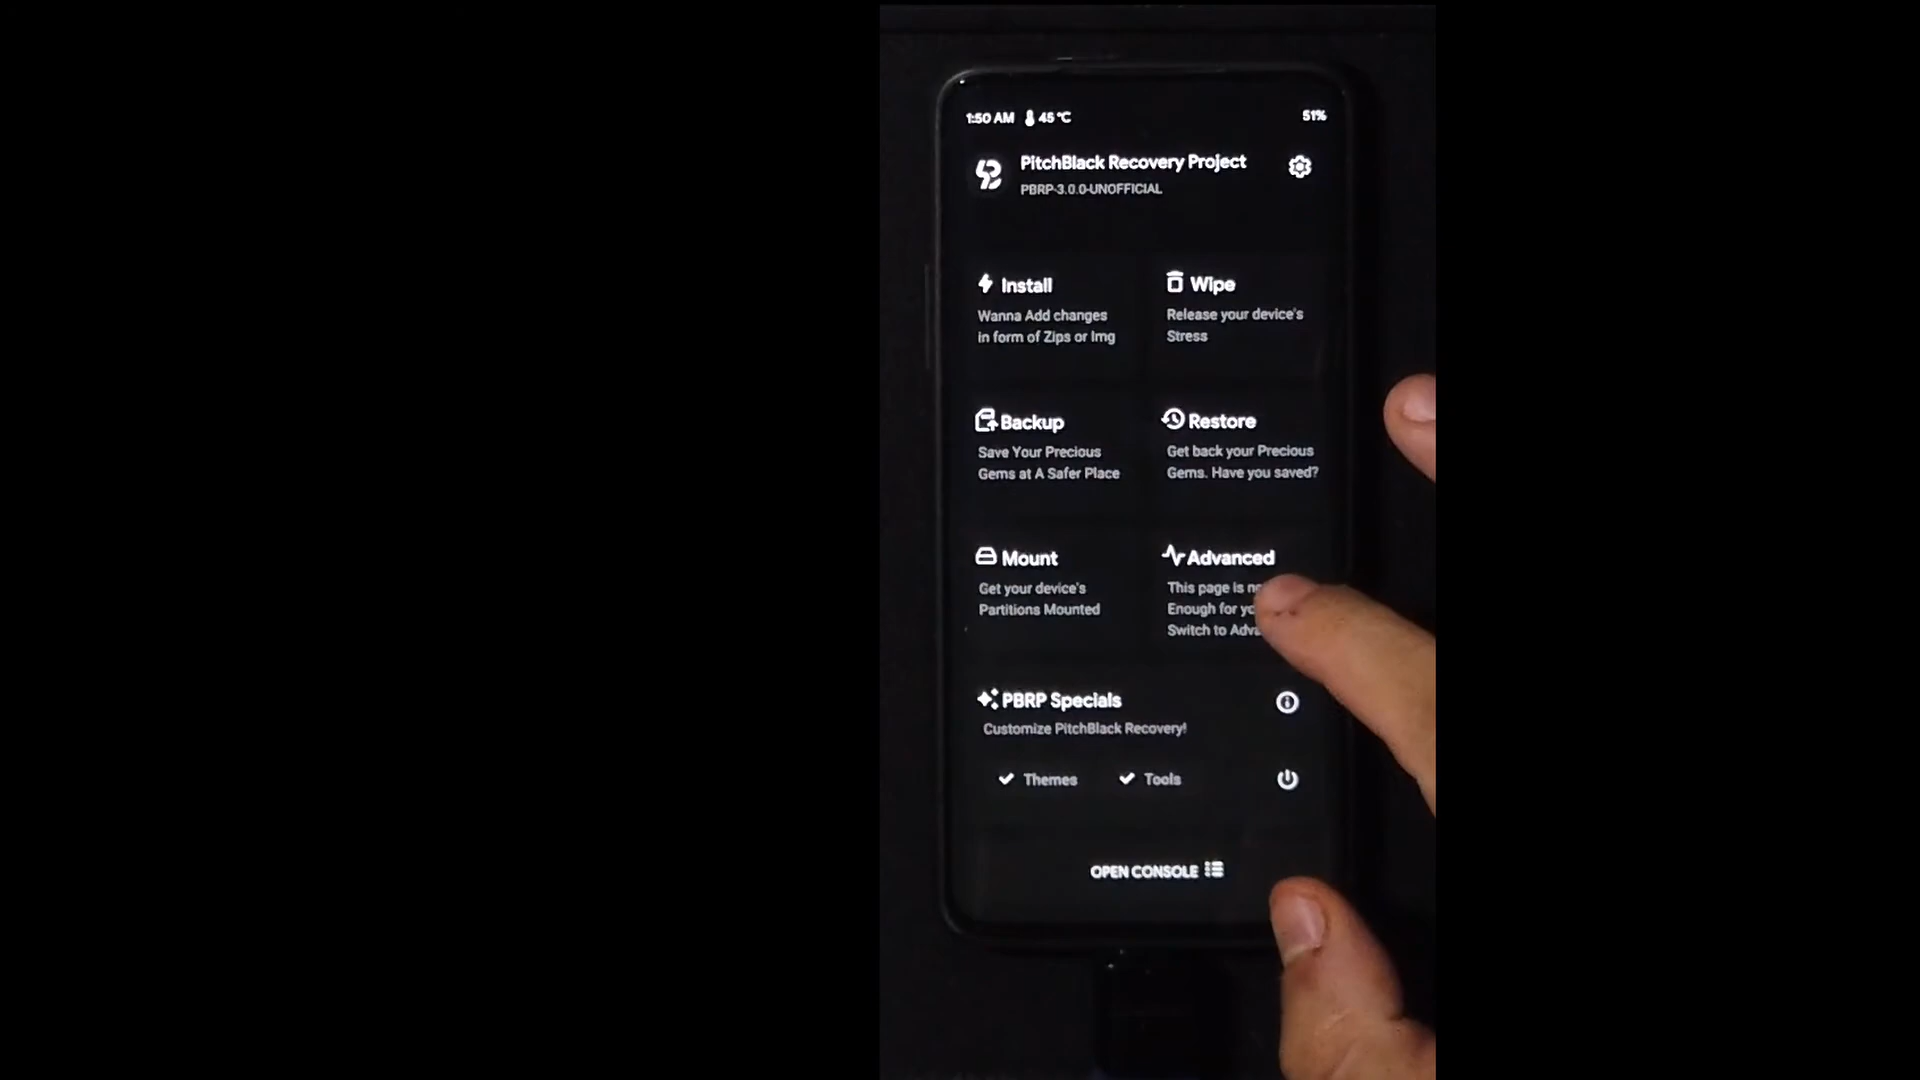 1:50 AM 45 °C 51%
PitchBlack Recovery Project
PBRP-3.0.0-UNOFFICIAL
Install
Wanna Add changes
in form of Zips or Img
Wipe
Release your device's
Stress
Backup
Save Your Precious
Gems at A Safer Place
Restore
Get back your Precious
Gems. Have you saved?
Mount
Get your device's
Partitions Mounted
Advanced
This page is
Enough for
Switch to
PBRP Specials
Customize PitchBlack Recovery!
Themes
Tools
OPEN CONSOLE